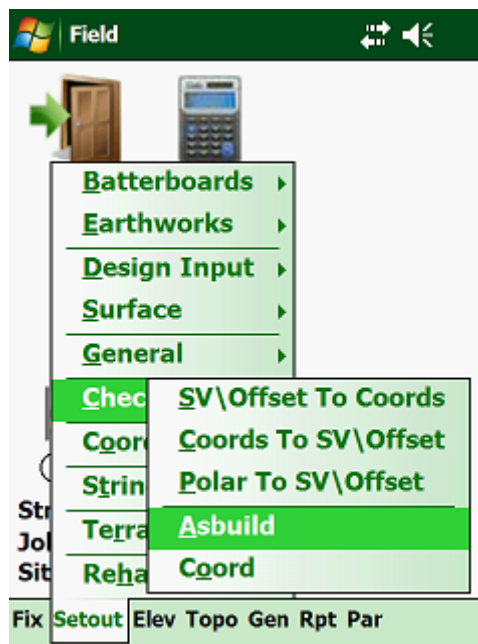 Field
Batterboards
Earthworks
Design Input
Surface
General
Chec
SV\Offset To Coords
Coords To SV\Offset
Polar To SV\Offset
Asbuild
Coord
Coor
Strin
Terra
Reha
Str
Jol
Sit
Fix Setout Elev Topo Gen Rpt Par